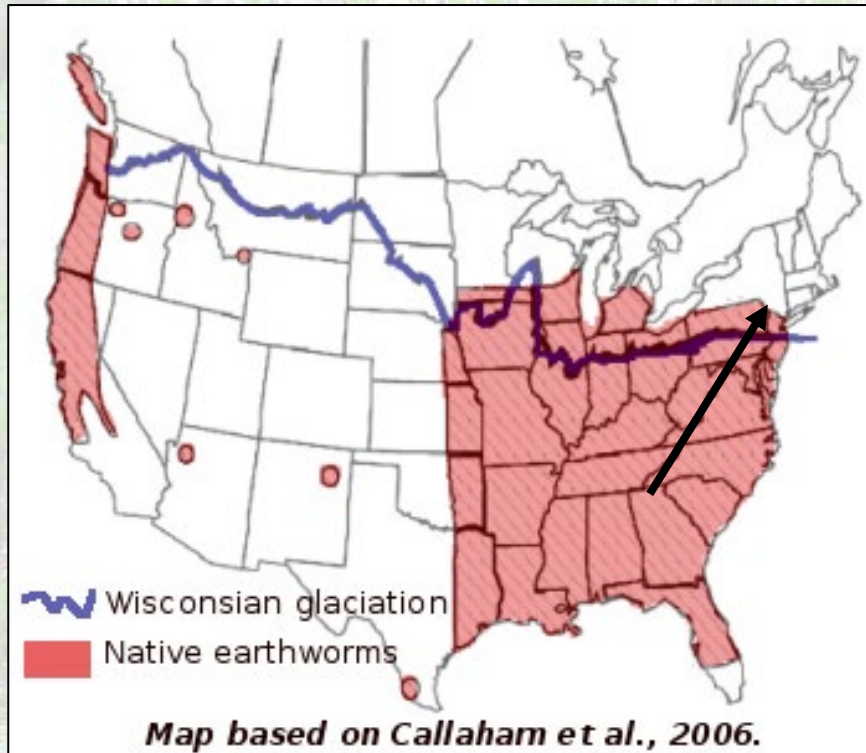 Wisconsian glaciation
Native earthworms
Map based on Callaham et al., 2006.